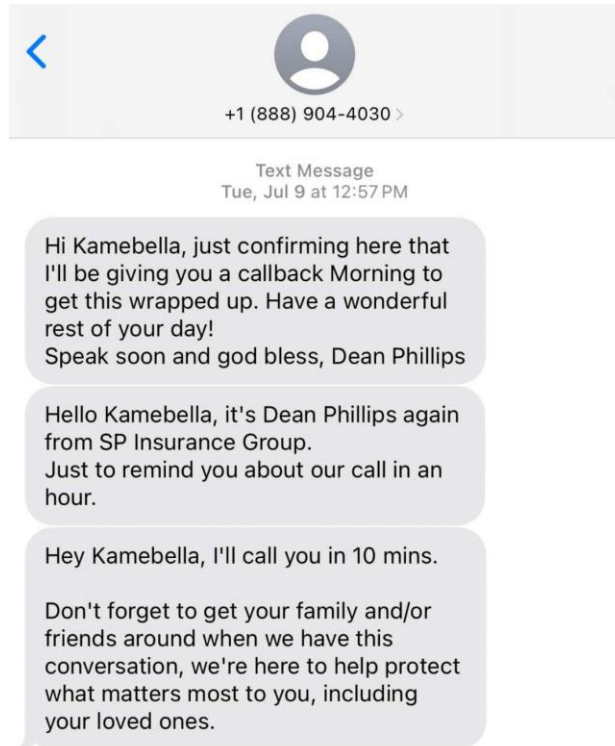 +1 (888) 904-4030 >
Text Message
Tue, Jul 9 at 12:57 PM
Hi Kamebella, just confirming here that
I'll be giving you a callback Morning to
get this wrapped up. Have a wonderful
rest of your day!
Speak soon and god bless, Dean Phillips
Hello Kamebella, it's Dean Phillips again
from SP Insurance Group.
Just to remind you about our call in an
hour.
Hey Kamebella, I'll call you in 10 mins.
Don't forget to get your family and/or
friends around when we have this
conversation, we're here to help protect
what matters most to you, including
your loved ones.